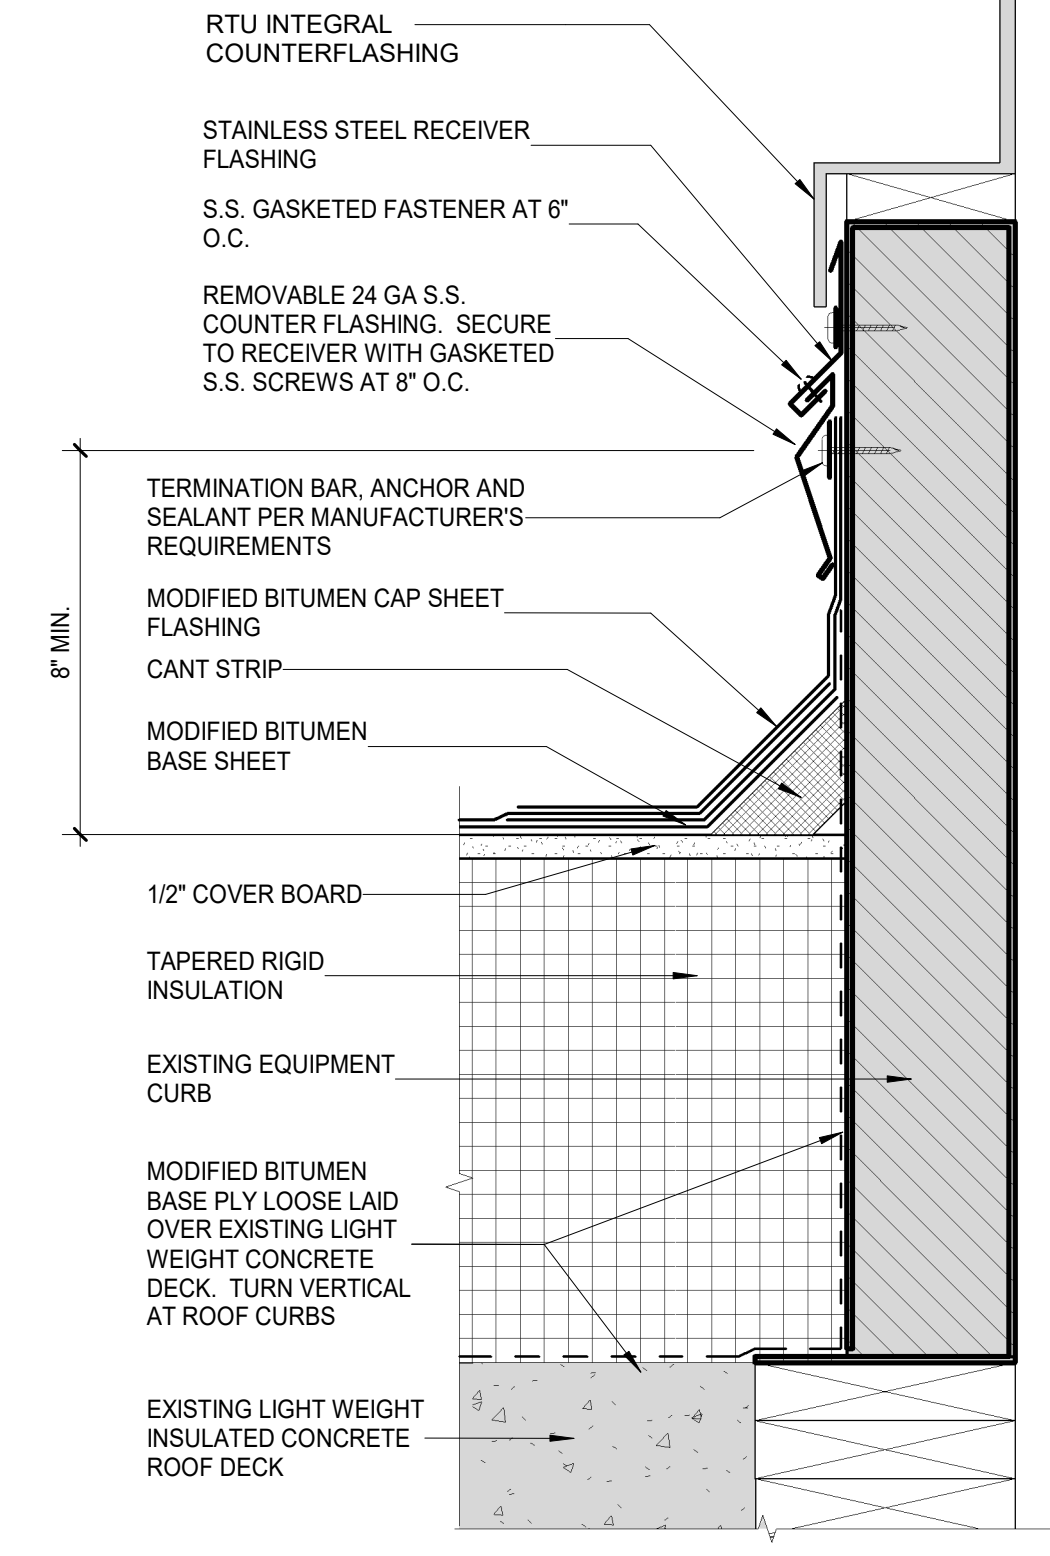 RTU INTEGRAL
COUNTERFLASHING
STAINLESS STEEL RECEIVER
FLASHING
S.S. GASKETED FASTENER AT 6"
O.C.
REMOVABLE 24 GA S.S.
COUNTER FLASHING. SECURE
TO RECEIVER WITH GASKETED
S.S. SCREWS AT 8" O.C.
TERMINATION BAR, ANCHOR AND
SEALANT PER MANUFACTURER'S
REQUIREMENTS
MODIFIED BITUMEN CAP SHEET
FLASHING
8" MIN.
CANT STRIP
MODIFIED BITUMEN
BASE SHEET
1/2" COVER BOARD
TAPERED RIGID
INSULATION
EXISTING EQUIPMENT
CURB
MODIFIED BITUMEN
BASE PLY LOOSE LAID
OVER EXISTING LIGHT
WEIGHT CONCRETE
DECK. TURN VERTICAL
AT ROOF CURBS
EXISTING LIGHT WEIGHT
INSULATED CONCRETE
ROOF DECK